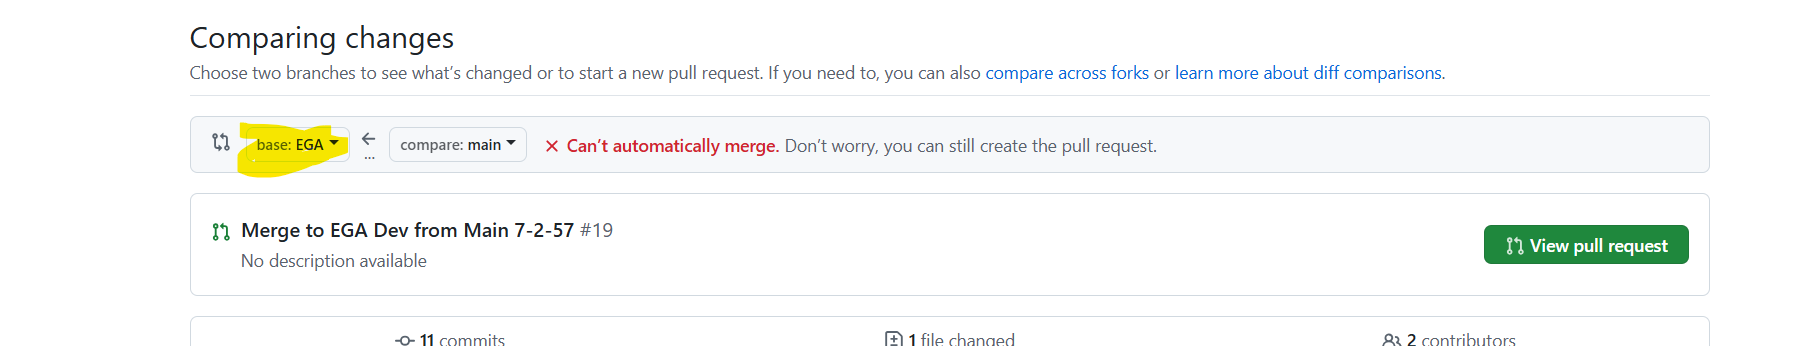 Comparing changes
Choose two branches to see what's changed or to start a new pull request. If you need to, you can also compare across forks or learn more about diff comparisons.
base: EGA ... compare: main Can't automatically merge. Don't worry, you can still create the pull request.
Merge to EGA Dev from Main 7-2-57 #19
No description available
View pull request
11 commits 1 file changed 2 contributors